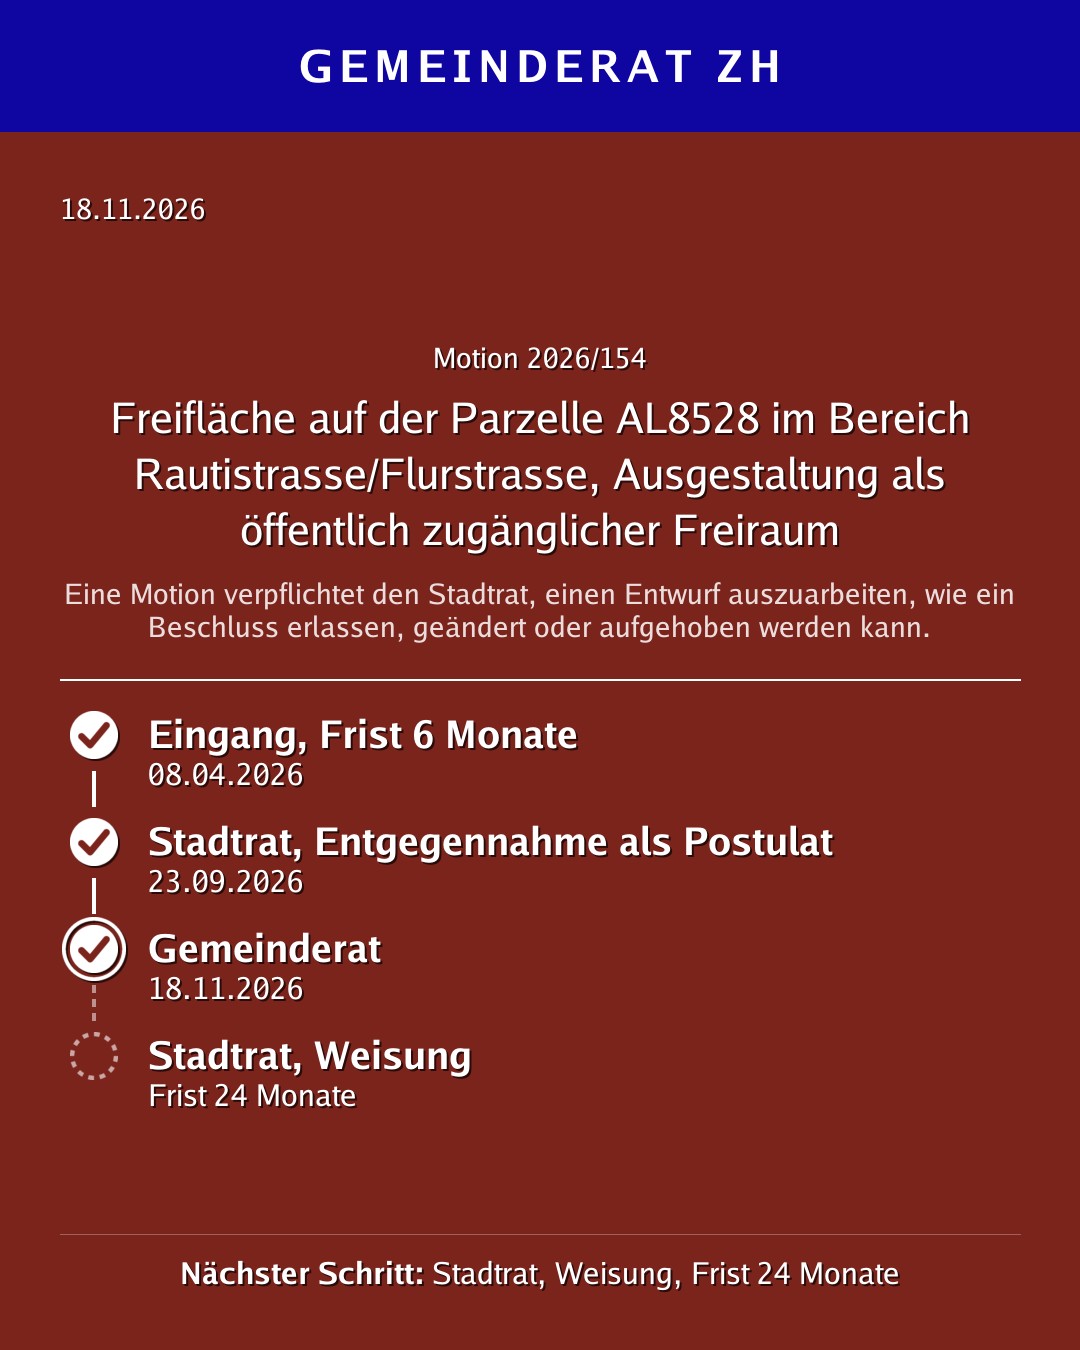 GEMEINDERAT ZH
18.11.2026
Motion 2026/154
Freifläche auf der Parzelle AL8528 im Bereich
Rautistrasse/Flurstrasse, Ausgestaltung als
öffentlich zugänglicher Freiraum
Eine Motion verpflichtet den Stadtrat, einen Entwurf auszuarbeiten, wie ein
Beschluss erlassen, geändert oder aufgehoben werden kann.
Eingang, Frist 6 Monate
08.04.2026
Stadtrat, Entgegennahme als Postulat
23.09.2026
Gemeinderat
18.11.2026
Stadtrat, Weisung
Frist 24 Monate
Nächster Schritt: Stadtrat, Weisung, Frist 24 Monate